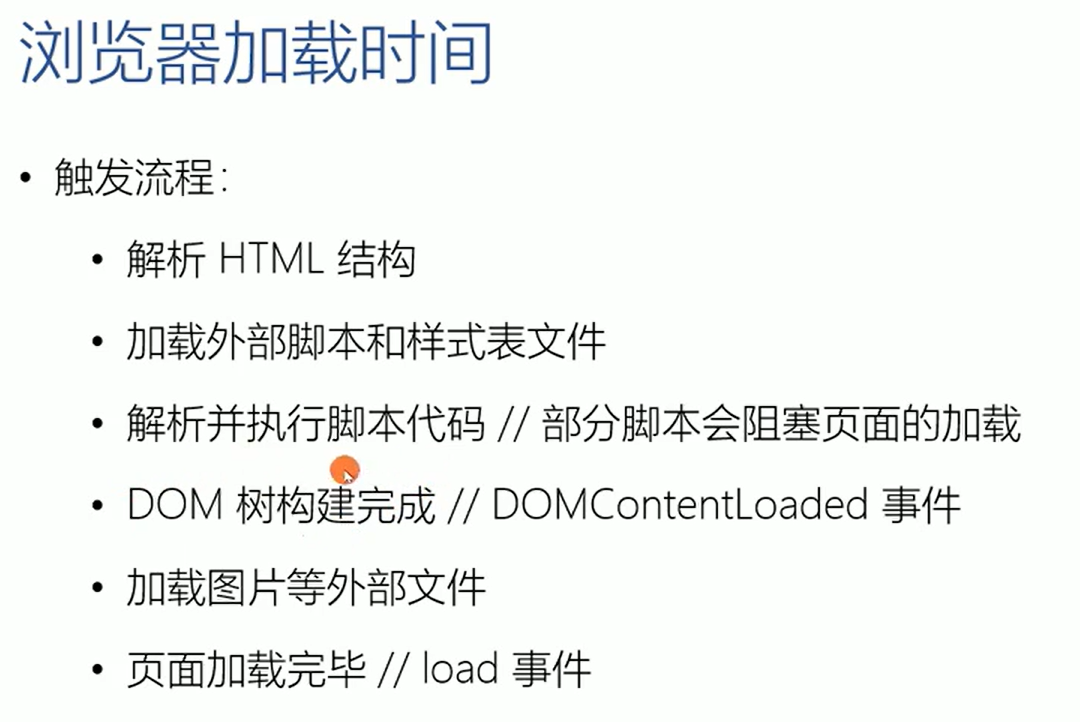 浏览器加载时间
• 触发流程:
• 解析 HTML 结构
• 加载外部脚本和样式表文件
• 解析并执行脚本代码 // 部分脚本会阻塞页面的加载
• DOM 树构建完成 // DOMContentLoaded 事件
• 加载图片等外部文件
• 页面加载完毕 // load 事件